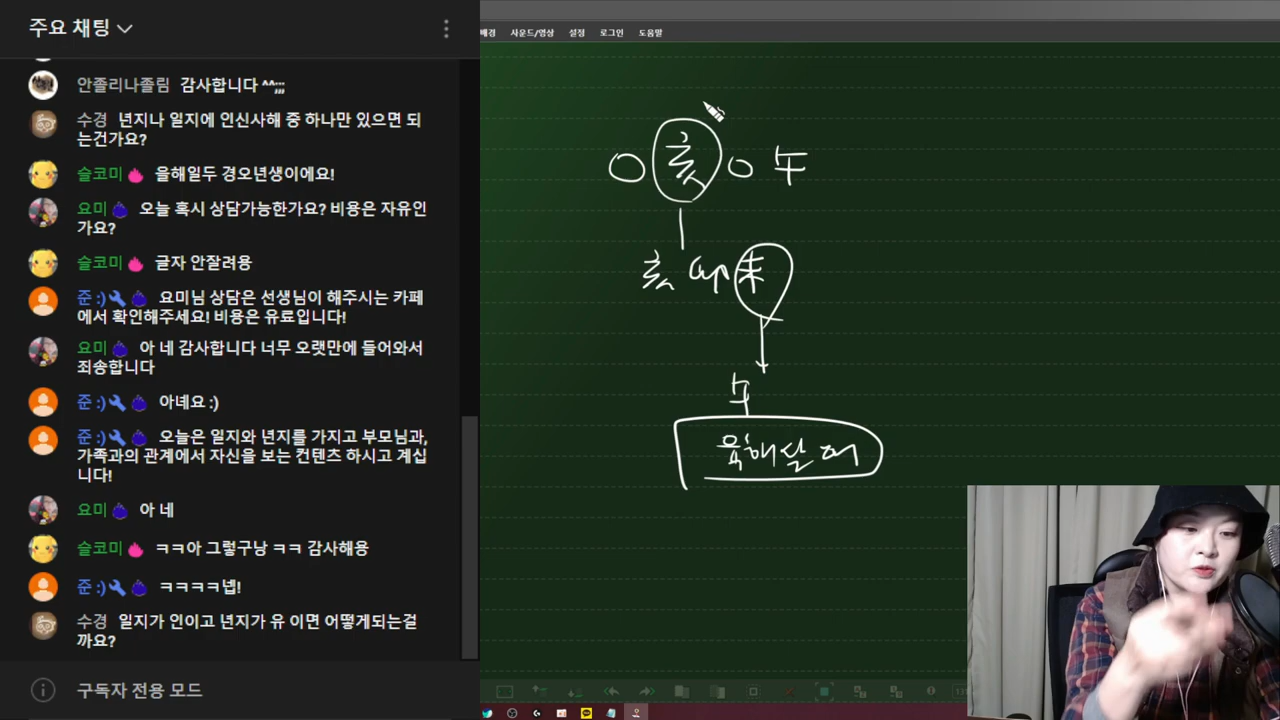 주요 채팅
안졸리나졸림 감사합니다 ^^;;;
수경 년지나 일지에 인신사해 중 하나만 있으면 되
는건가요?
슬코미 을해일두 경오년생이에요!
요미 오늘 혹시 상담가능한가요? 비용은 자유인
가요?
슬코미 글자 안잘려용
준 :) 요미님 상담은 선생님이 해주시는 카페
에서 확인해주세요! 비용은 유료입니다!
요미 아 네 감사합니다 너무 오랫만에 들어와서
죄송합니다
준 :) 아녜요 :)
준 :) 오늘은 일지와 년지를 가지고 부모님과,
가족과의 관계에서 자신을 보는 컨텐츠 하시고 계십
니다!
요미 아 네
슬코미 ㅋㅋ아 그렇구낭 ㅋㅋ 감사해용
준 :) ㅋㅋㅋㅋ넵!
수경 일지가 인이고 년지가 유 이면 어떻게되는걸
까요?
구독자 전용 모드
배경 사운드/영상 설정 로그인 도움말
○ 亥 ○ 午
亥 卯 未
午
육해살